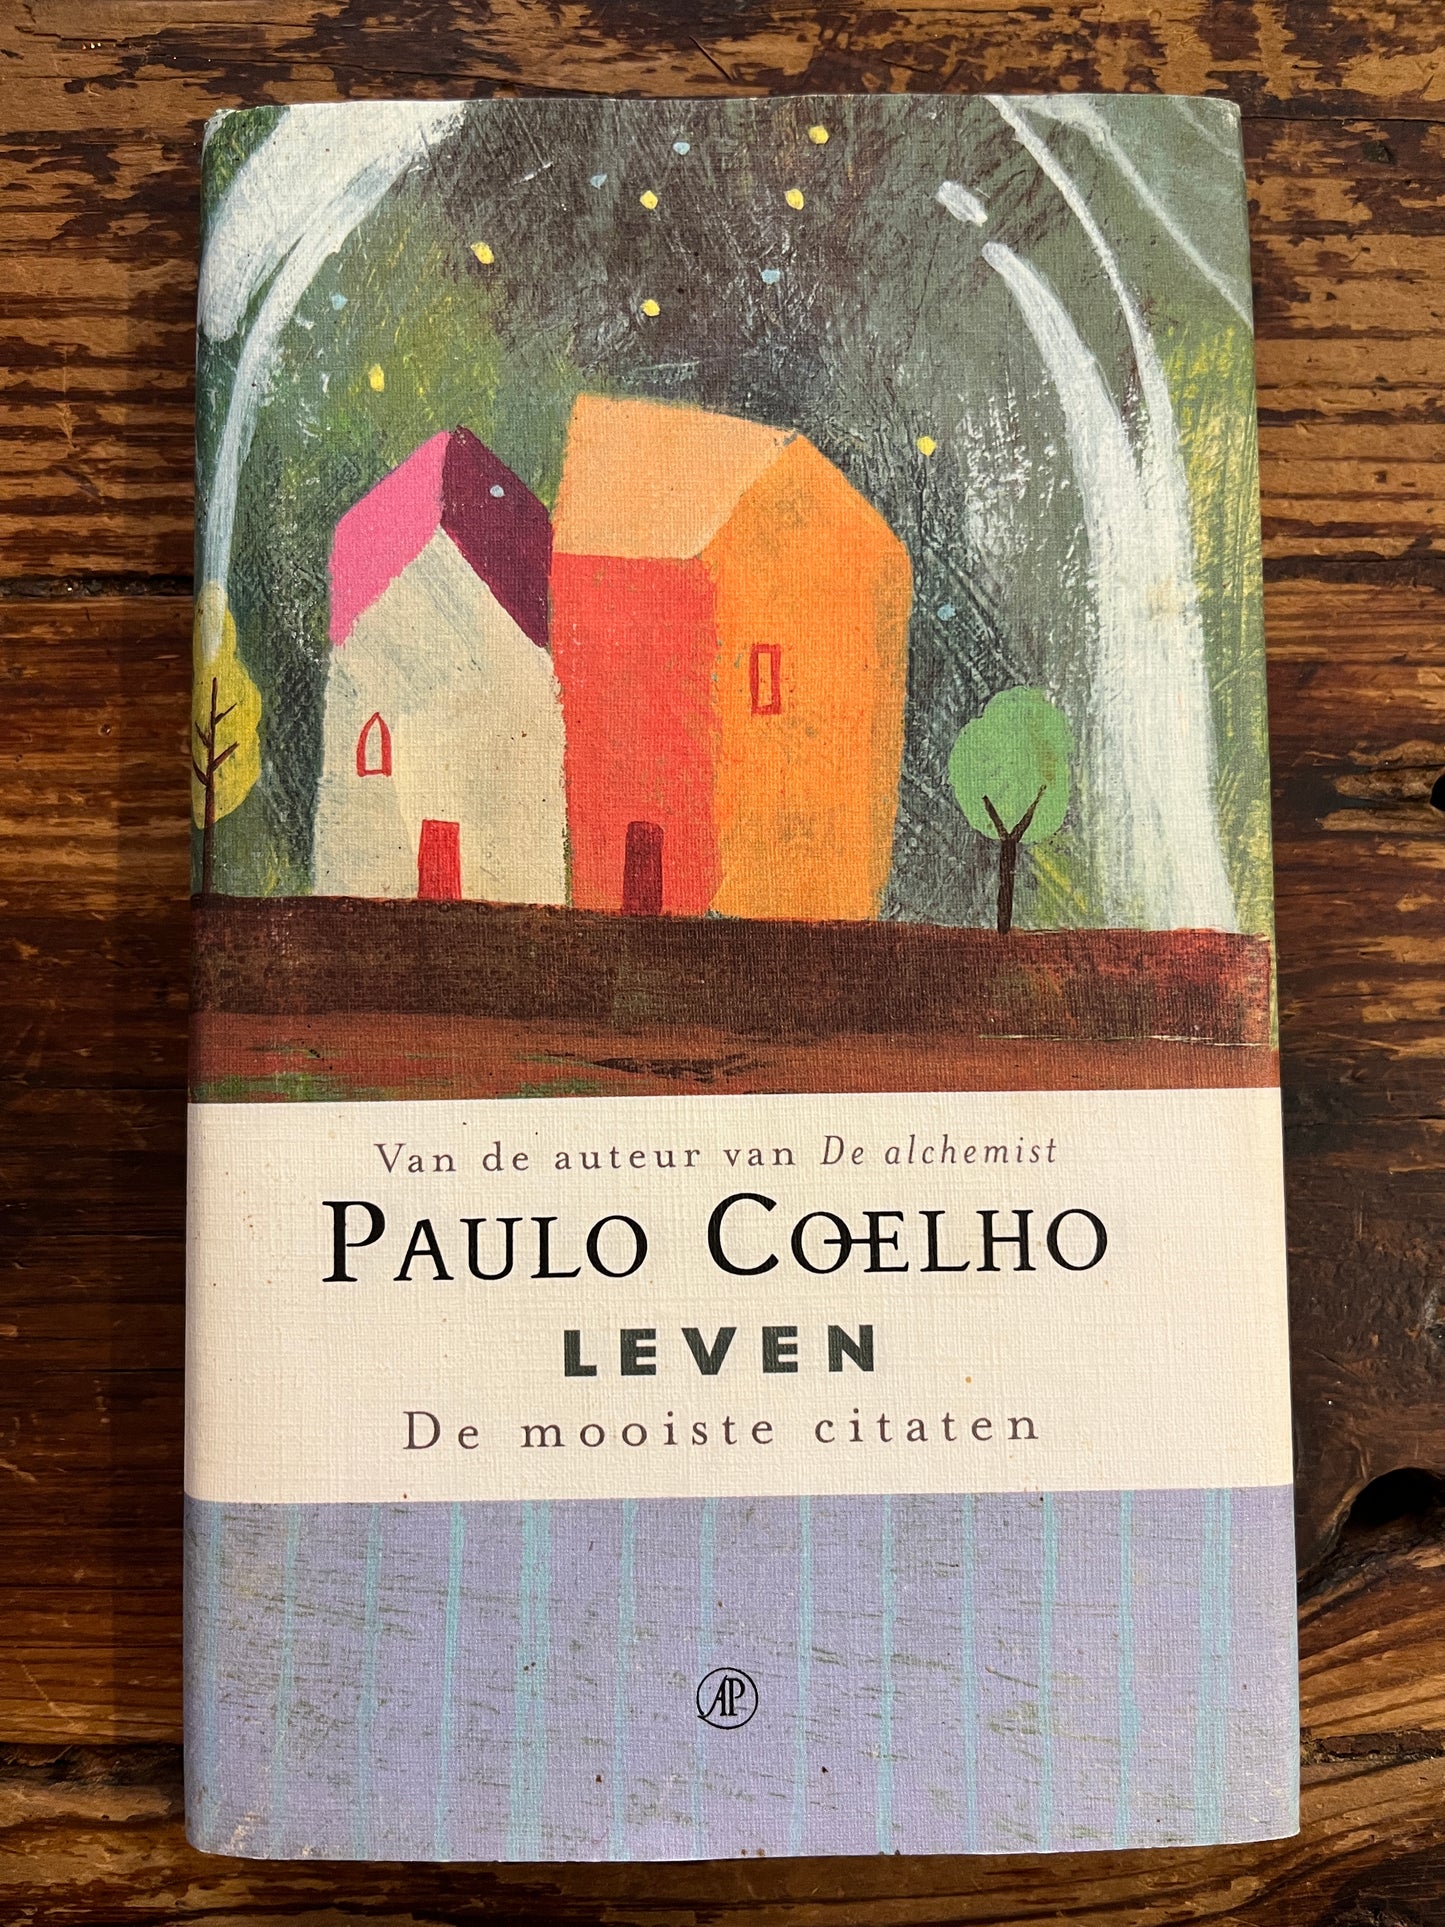 Van de auteur van De alchemist
PAULO COELHO
LEVEN
De mooiste citaten
AP